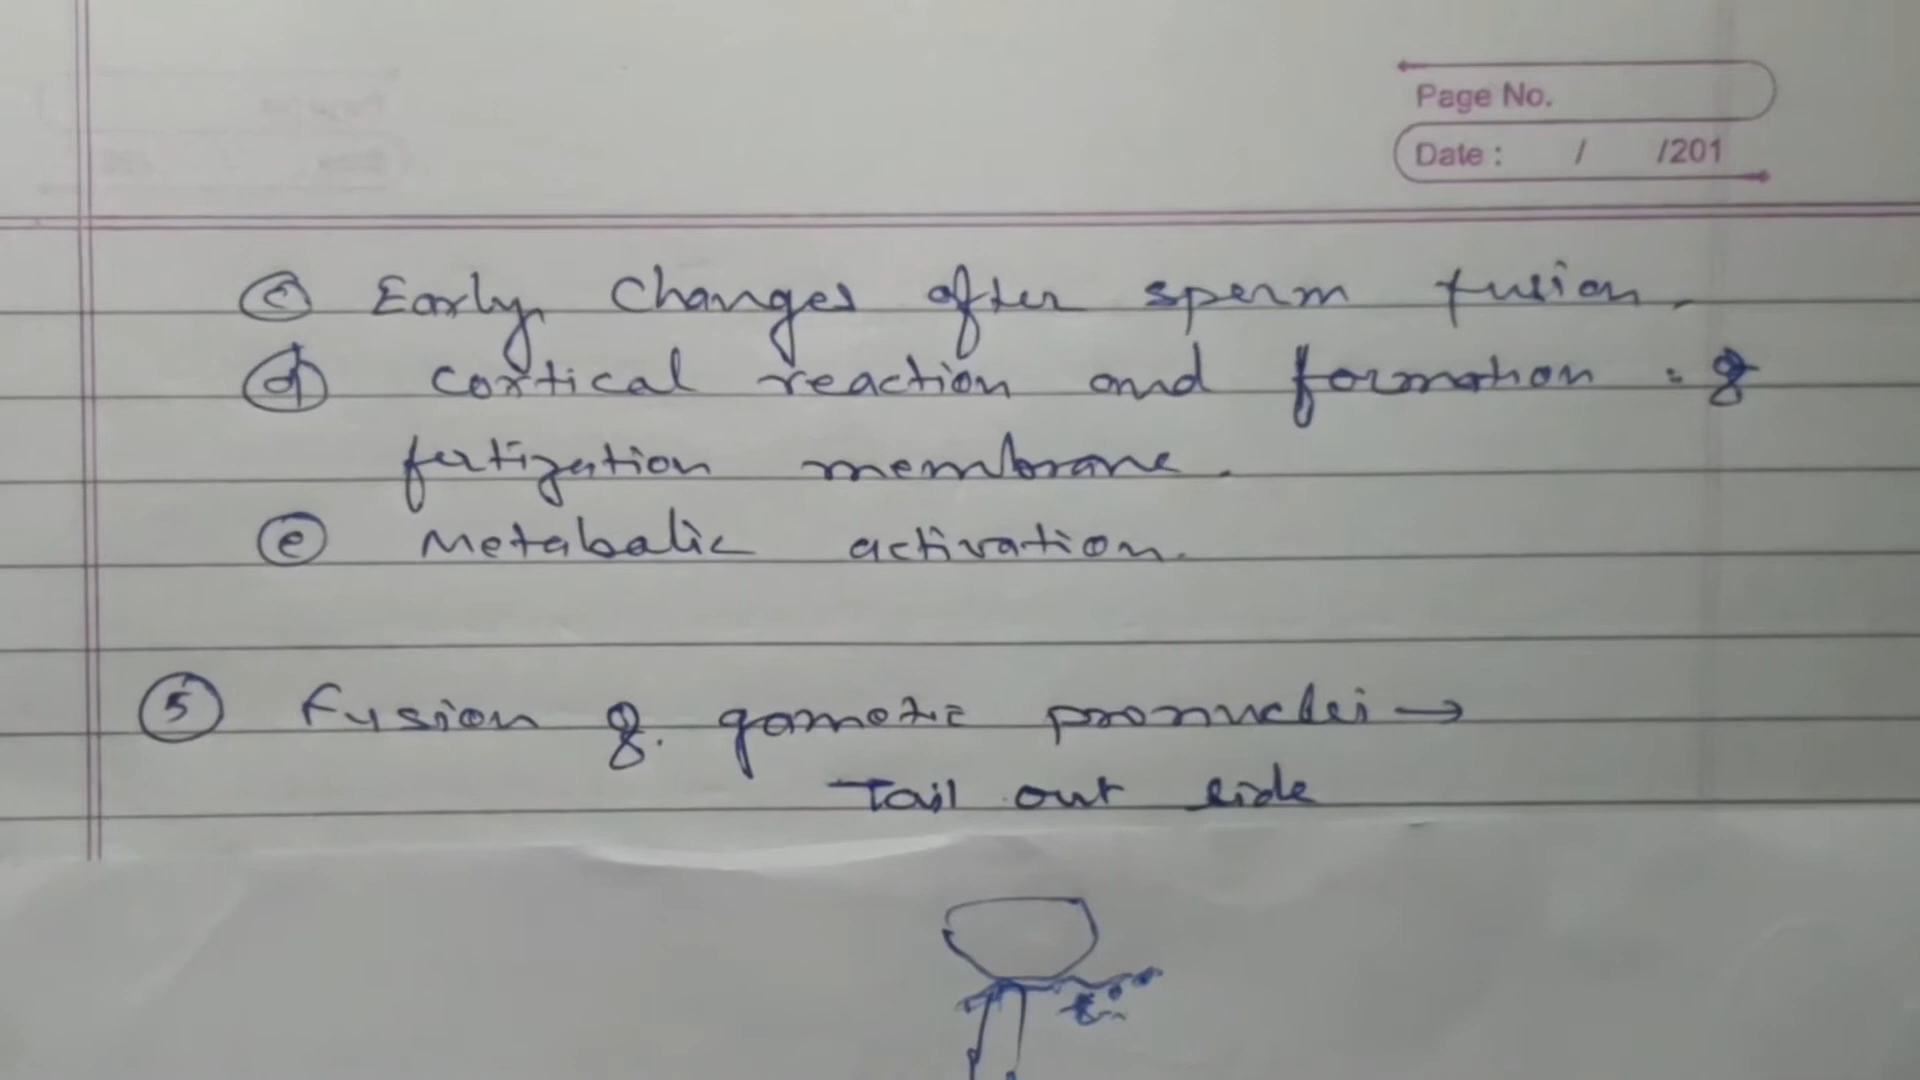 Page No.
Date : / /201
(c) Early changes after sperm fusion.
(d) cortical reaction and formation of
fertization membrane.
(e) Metabalic activation.
(5) Fusion of gametic pronuclei →
Tail out side